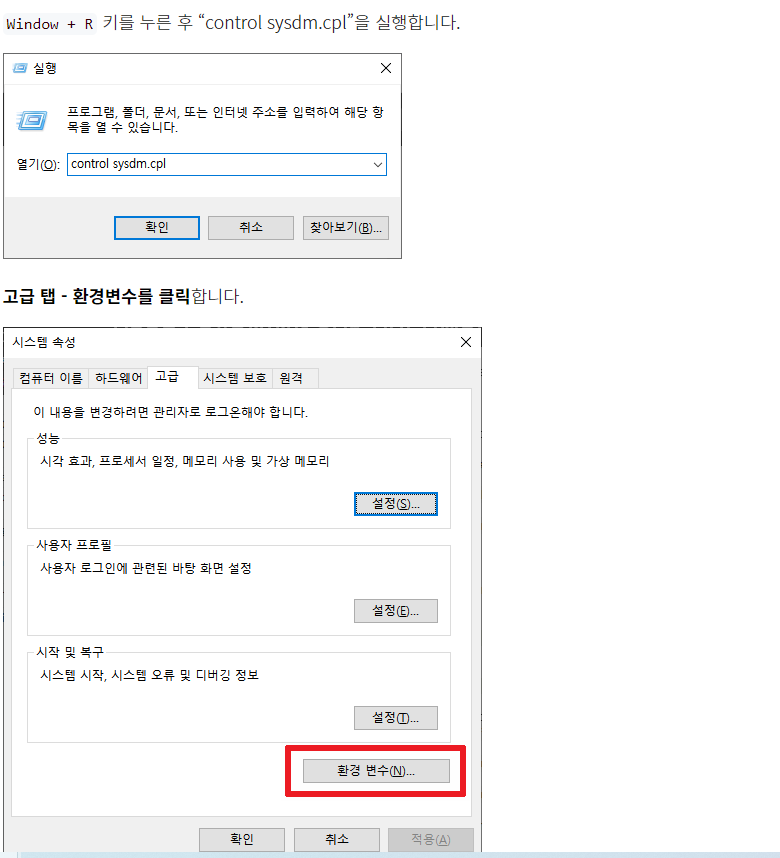 Window + R 키를 누른 후 “control sysdm.cpl”을 실행합니다.
실행
프로그램, 폴더, 문서, 또는 인터넷 주소를 입력하여 해당 항
목을 열 수 있습니다.
열기(O): control sysdm.cpl
확인 취소 찾아보기(B)...
고급 탭 - 환경변수를 클릭합니다.
시스템 속성
컴퓨터 이름 하드웨어 고급 시스템 보호 원격
이 내용을 변경하려면 관리자로 로그온해야 합니다.
성능
시각 효과, 프로세서 일정, 메모리 사용 및 가상 메모리
설정(S)...
사용자 프로필
사용자 로그인에 관련된 바탕 화면 설정
설정(E)...
시작 및 복구
시스템 시작, 시스템 오류 및 디버깅 정보
설정(T)...
환경 변수(N)...
확인 취소 적용(A)